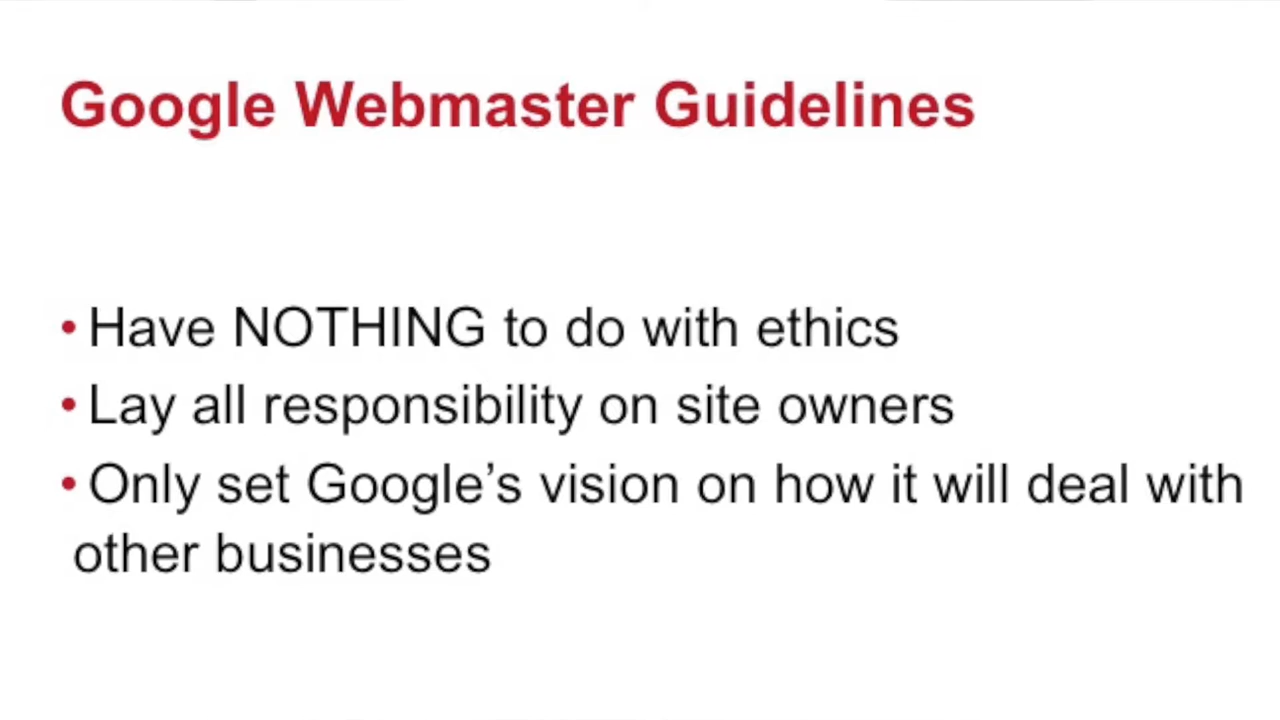 Google Webmaster Guidelines
• Have NOTHING to do with ethics
• Lay all responsibility on site owners
• Only set Google’s vision on how it will deal with
other businesses